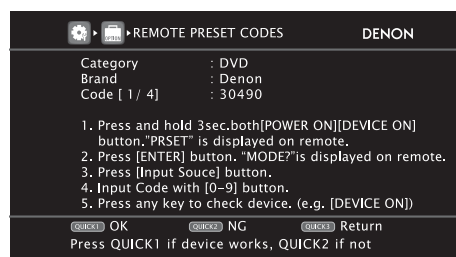 REMOTE PRESET CODES DENON
Category : DVD
Brand : Denon
Code [ 1/ 4] : 30490
1. Press and hold 3sec.both[POWER ON][DEVICE ON]
button."PRSET" is displayed on remote.
2. Press [ENTER] button. “MODE?”is displayed on remote.
3. Press [Input Souce] button.
4. Input Code with [0–9] button.
5. Press any key to check device. (e.g. [DEVICE ON])
QUICK1 OK QUICK2 NG QUICK3 Return
Press QUICK1 if device works, QUICK2 if not